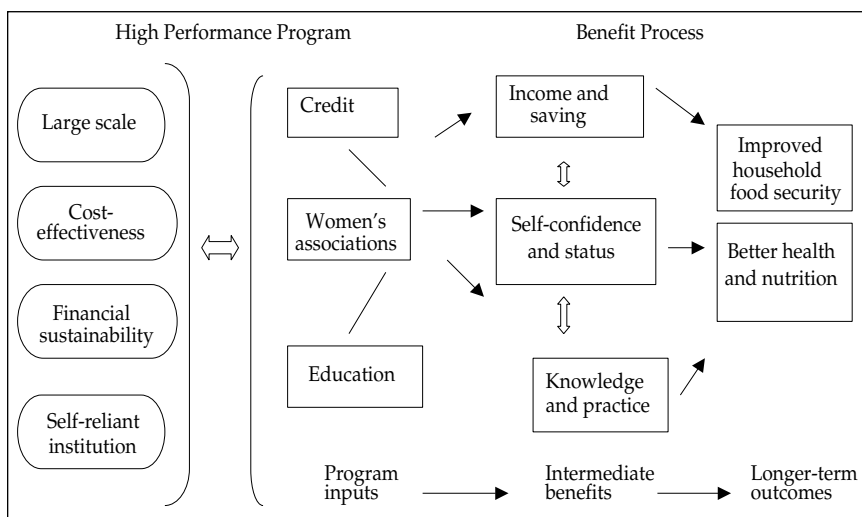 High Performance Program
Benefit Process
Large scale
Cost-
effectiveness
Financial
sustainability
Self-reliant
institution
Credit
Women's
associations
Education
Income and
saving
Self-confidence
and status
Knowledge
and practice
Improved
household
food security
Better health
and nutrition
Program
inputs
Intermediate
benefits
Longer-term
outcomes